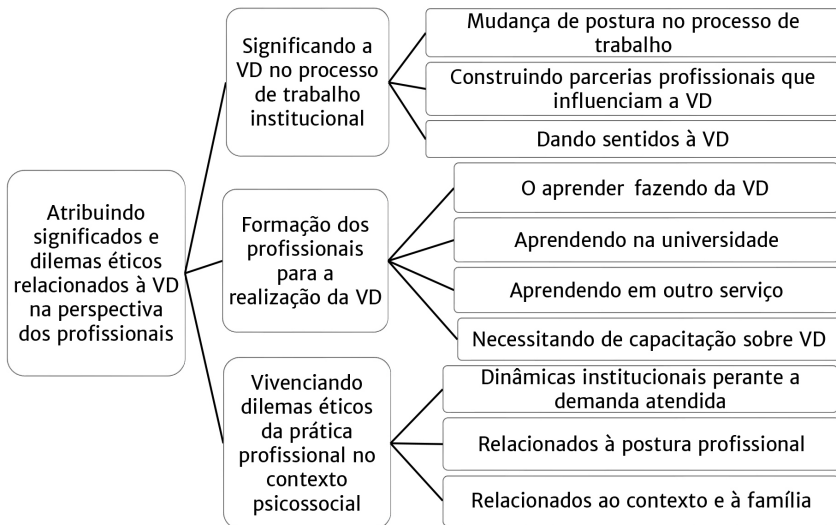 Atribuindo
significados e
dilemas éticos
relacionados à VD
na perspectiva
dos profissionais
Significando a
VD no processo
de trabalho
institucional
Mudança de postura no processo de
trabalho
Construindo parcerias profissionais que
influenciam a VD
Dando sentidos à VD
Formação dos
profissionais
para a
realização da VD
O aprender fazendo da VD
Aprendendo na universidade
Aprendendo em outro serviço
Necessitando de capacitação sobre VD
Vivenciando
dilemas éticos
da prática
profissional no
contexto
psicossocial
Dinâmicas institucionais perante a
demanda atendida
Relacionados à postura profissional
Relacionados ao contexto e à família